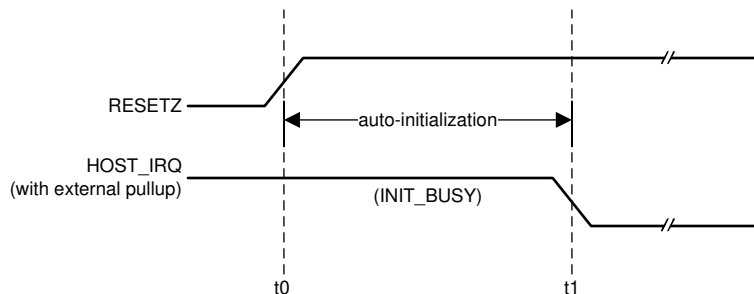 RESETZ
auto-initialization
HOST_IRQ
(with external pullup)
(INIT_BUSY)
t0
t1